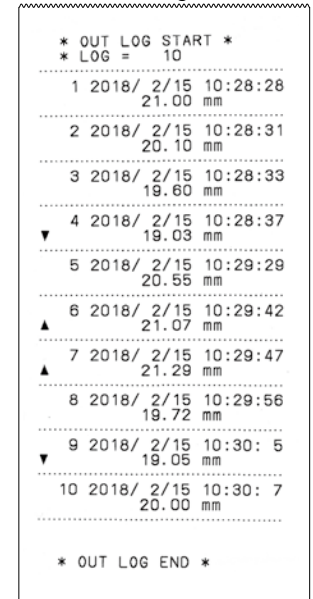 * OUT LOG START *
* LOG = 10
1 2018/ 2/15 10:28:28
21.00 mm
2 2018/ 2/15 10:28:31
20.10 mm
3 2018/ 2/15 10:28:33
19.60 mm
4 2018/ 2/15 10:28:37
▼ 19.03 mm
5 2018/ 2/15 10:29:29
20.55 mm
6 2018/ 2/15 10:29:42
▲ 21.07 mm
7 2018/ 2/15 10:29:47
▲ 21.29 mm
8 2018/ 2/15 10:29:56
19.72 mm
9 2018/ 2/15 10:30: 5
▼ 19.05 mm
10 2018/ 2/15 10:30: 7
20.00 mm
* OUT LOG END *